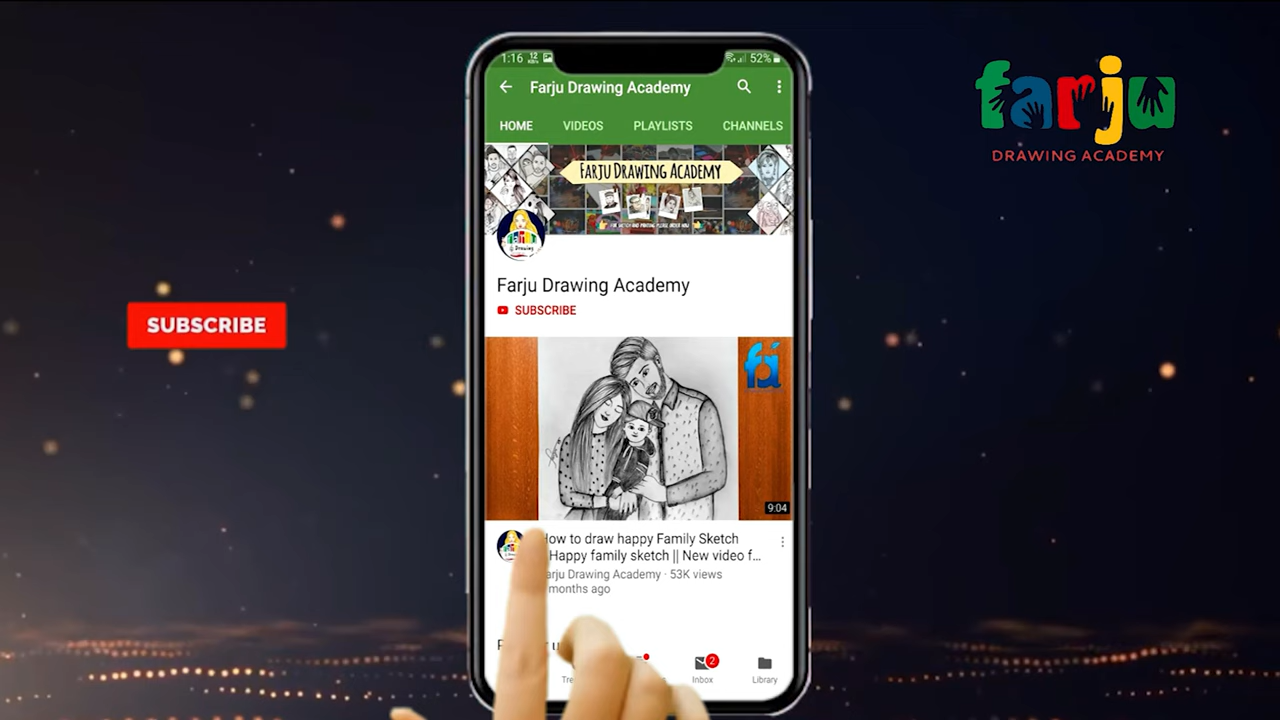 1:16
52%
Farju Drawing Academy
HOME
VIDEOS
PLAYLISTS
CHANNELS
FARJU DRAWING ACADEMY
Farju Drawing Academy
SUBSCRIBE
fa
9:04
ow to draw happy Family Sketch
Happy family sketch || New video f...
arju Drawing Academy · 53K views
months ago
2
Inbox
Library
SUBSCRIBE
farju
DRAWING ACADEMY